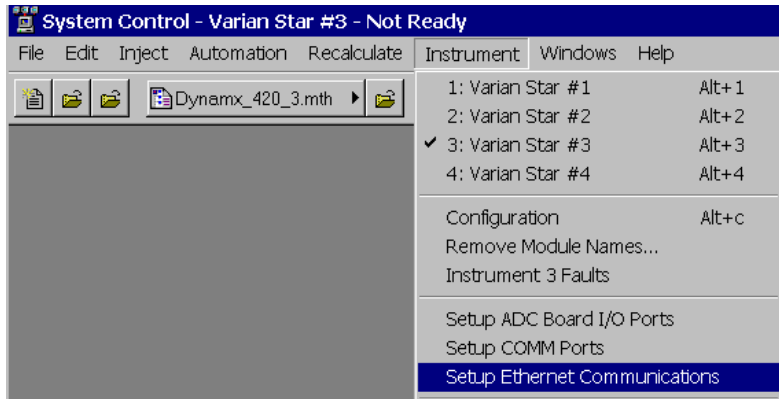 System Control - Varian Star #3 - Not Ready
File Edit Inject Automation Recalculate Instrument Windows Help
Dynamx_420_3.mth
1: Varian Star #1 Alt+1
2: Varian Star #2 Alt+2
3: Varian Star #3 Alt+3
4: Varian Star #4 Alt+4
Configuration Alt+c
Remove Module Names...
Instrument 3 Faults
Setup ADC Board I/O Ports
Setup COMM Ports
Setup Ethernet Communications